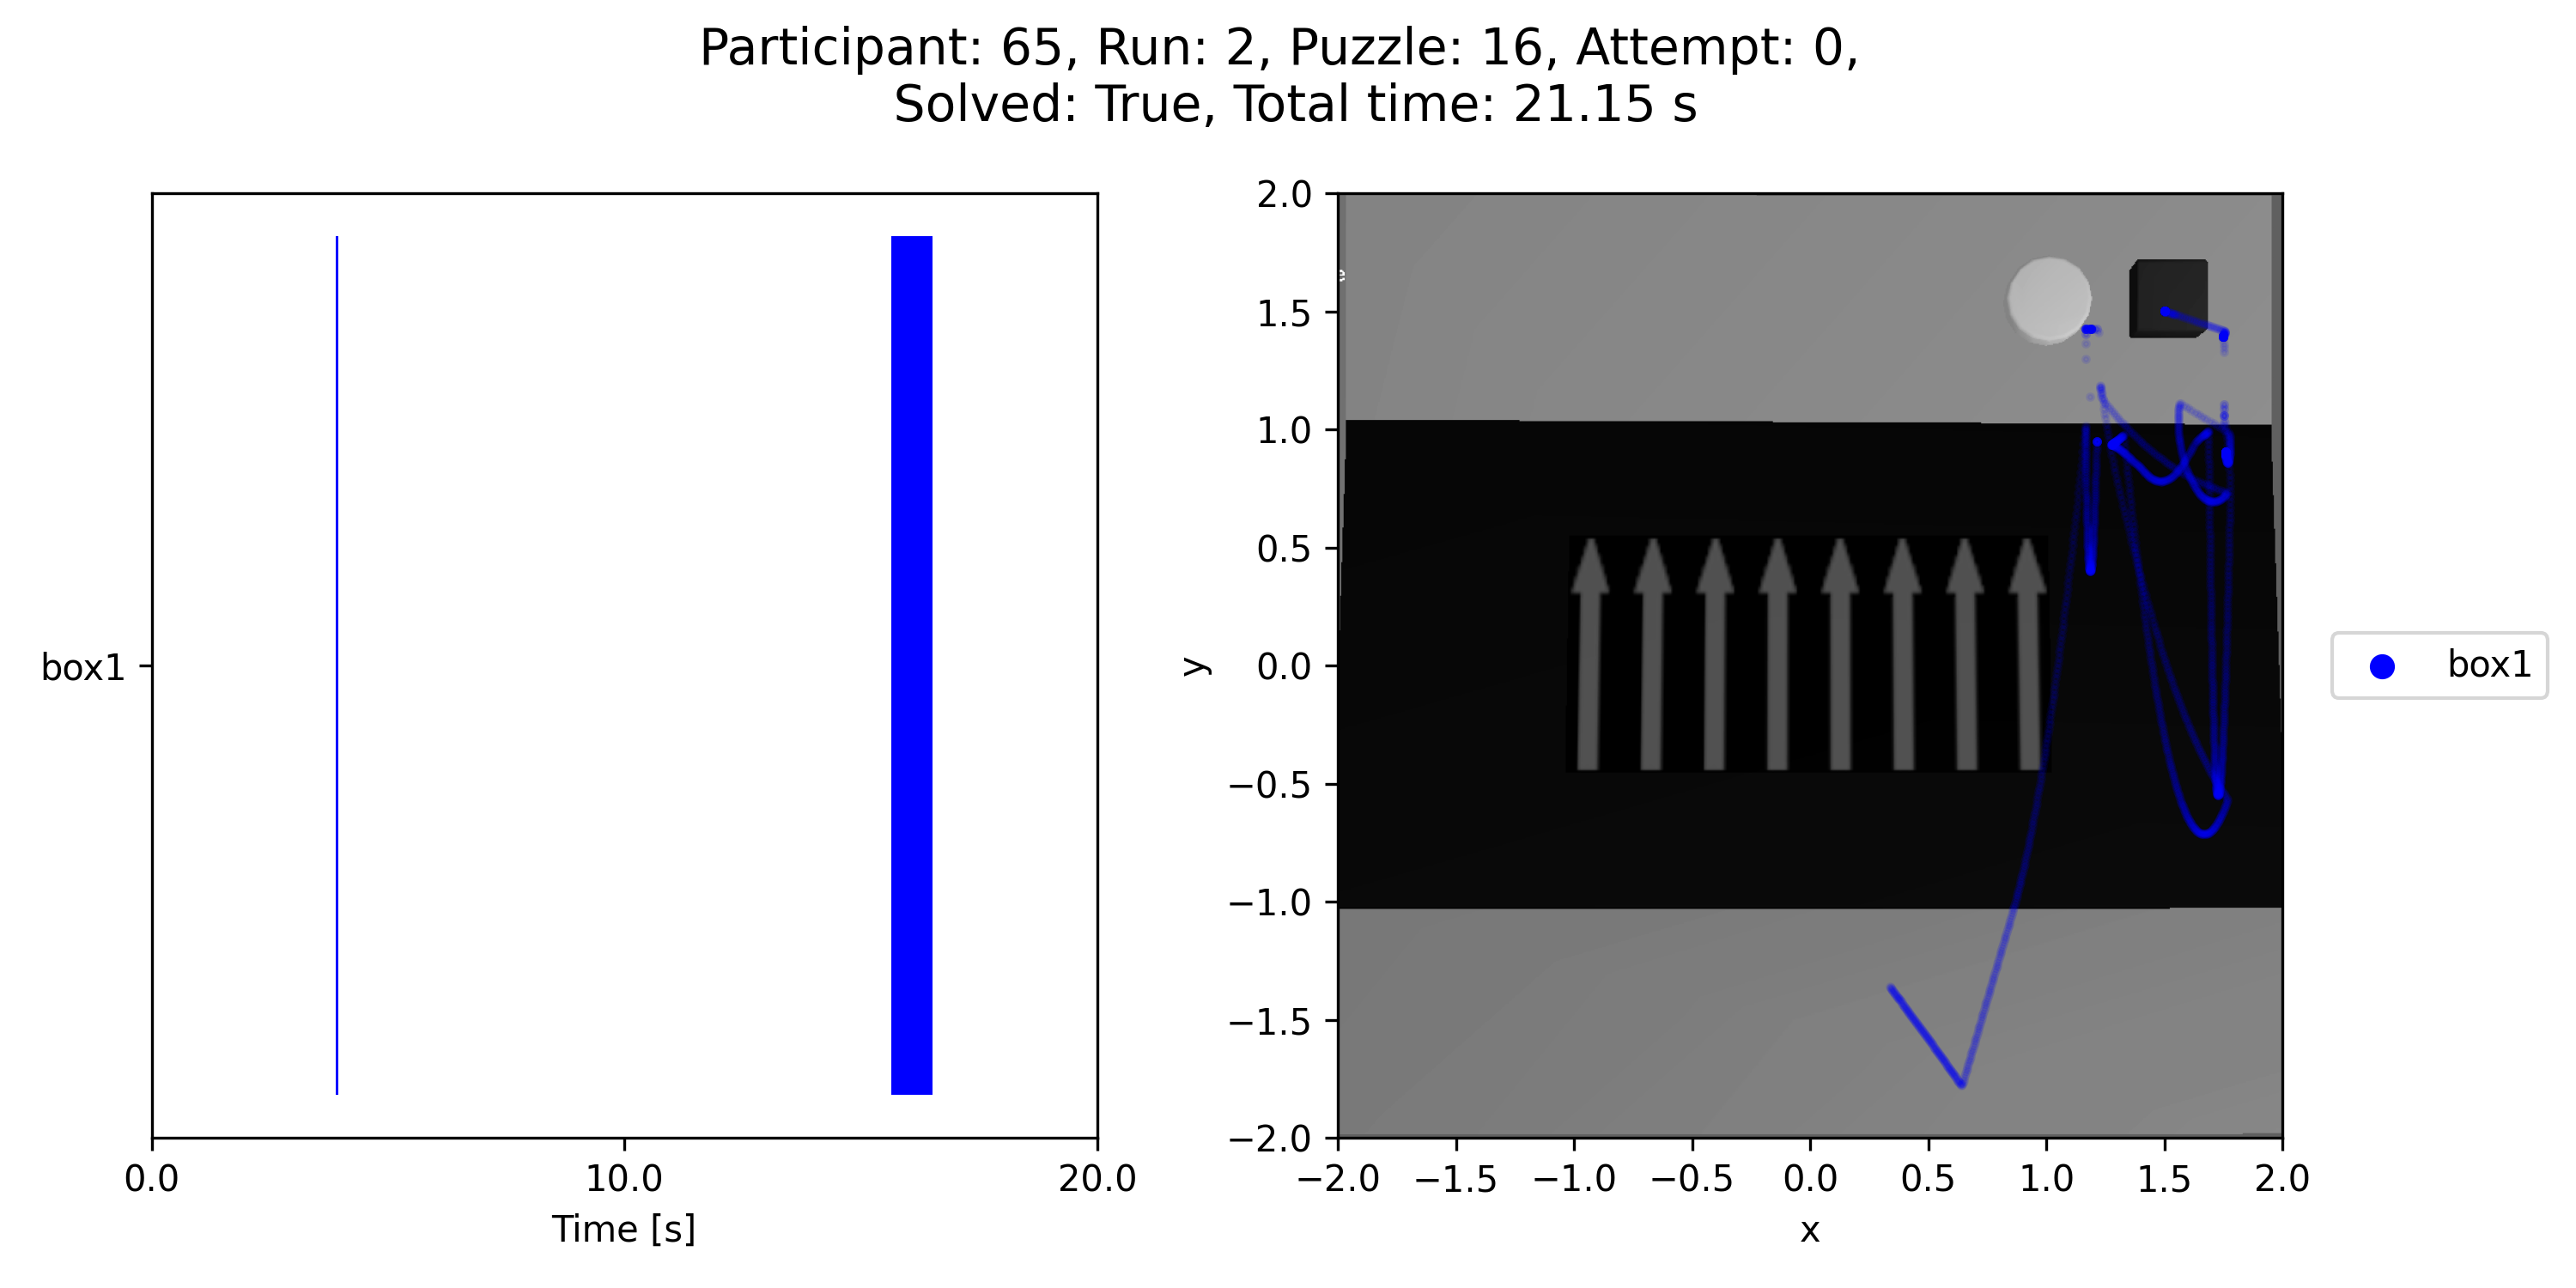 Participant: 65, Run: 2, Puzzle: 16, Attempt: 0,
Solved: True, Total time: 21.15 s
box1
0.0 10.0 20.0
Time [s]
2.0
1.5
1.0
0.5
0.0
−0.5
−1.0
−1.5
−2.0
y
e
−2.0 −1.5 −1.0 −0.5 0.0 0.5 1.0 1.5 2.0
x
box1